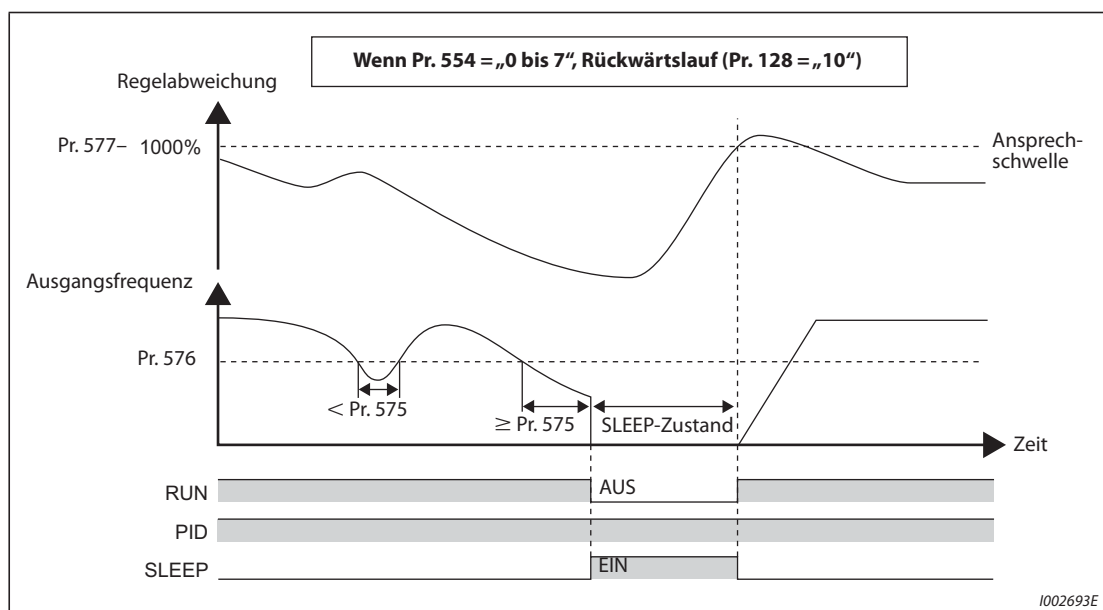 Wenn Pr. 554 = „0 bis 7“, Rückwärtslauf (Pr. 128 = „10“)
Regelabweichung
Pr. 577– 1000%
Ansprech-
schwelle
Ausgangsfrequenz
Pr. 576
< Pr. 575
≥ Pr. 575
SLEEP-Zustand
Zeit
RUN
AUS
PID
SLEEP
EIN
I002693E